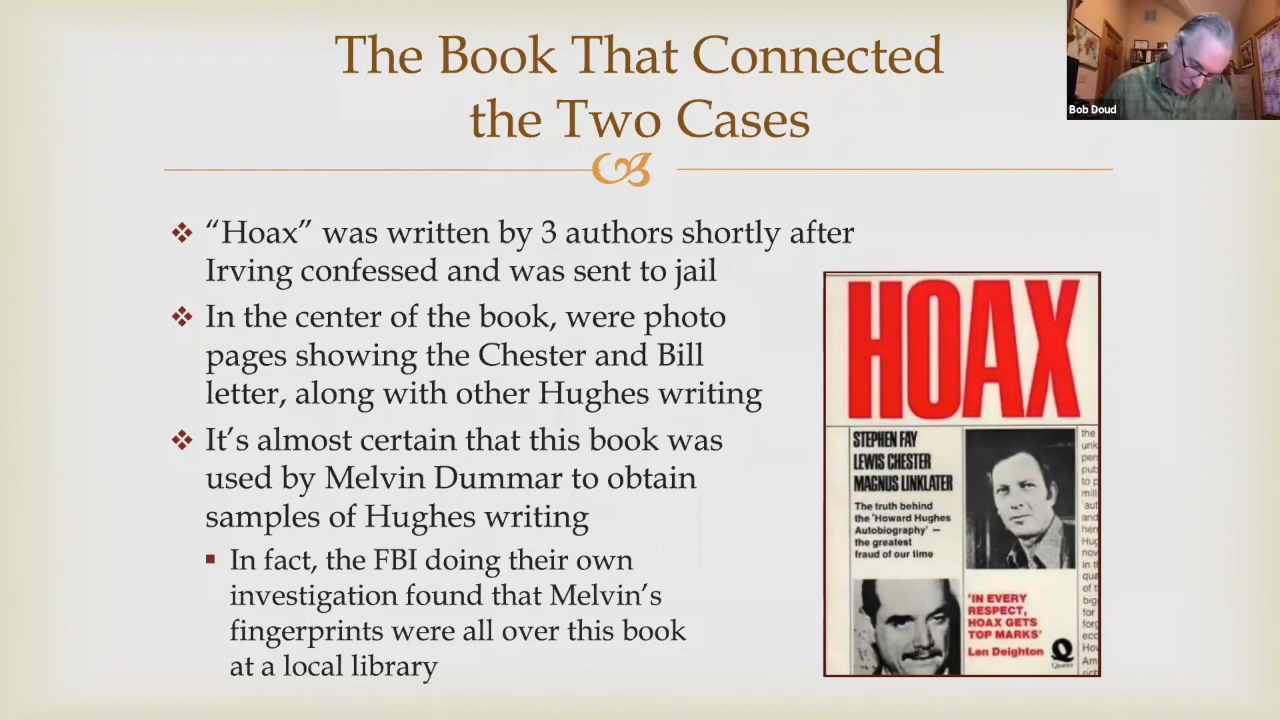 The Book That Connected
the Two Cases
Bob Doud
❖ “Hoax” was written by 3 authors shortly after
Irving confessed and was sent to jail
❖ In the center of the book, were photo
pages showing the Chester and Bill
letter, along with other Hughes writing
❖ It’s almost certain that this book was
used by Melvin Dummar to obtain
samples of Hughes writing
▪ In fact, the FBI doing their own
investigation found that Melvin’s
fingerprints were all over this book
at a local library
HOAX
STEPHEN FAY
LEWIS CHESTER
MAGNUS LINKLATER
The truth behind
the ‘Howard Hughes
Autobiography’ —
the greatest
fraud of our time
‘IN EVERY
RESPECT,
HOAX GETS
TOP MARKS’
Len Deighton
the